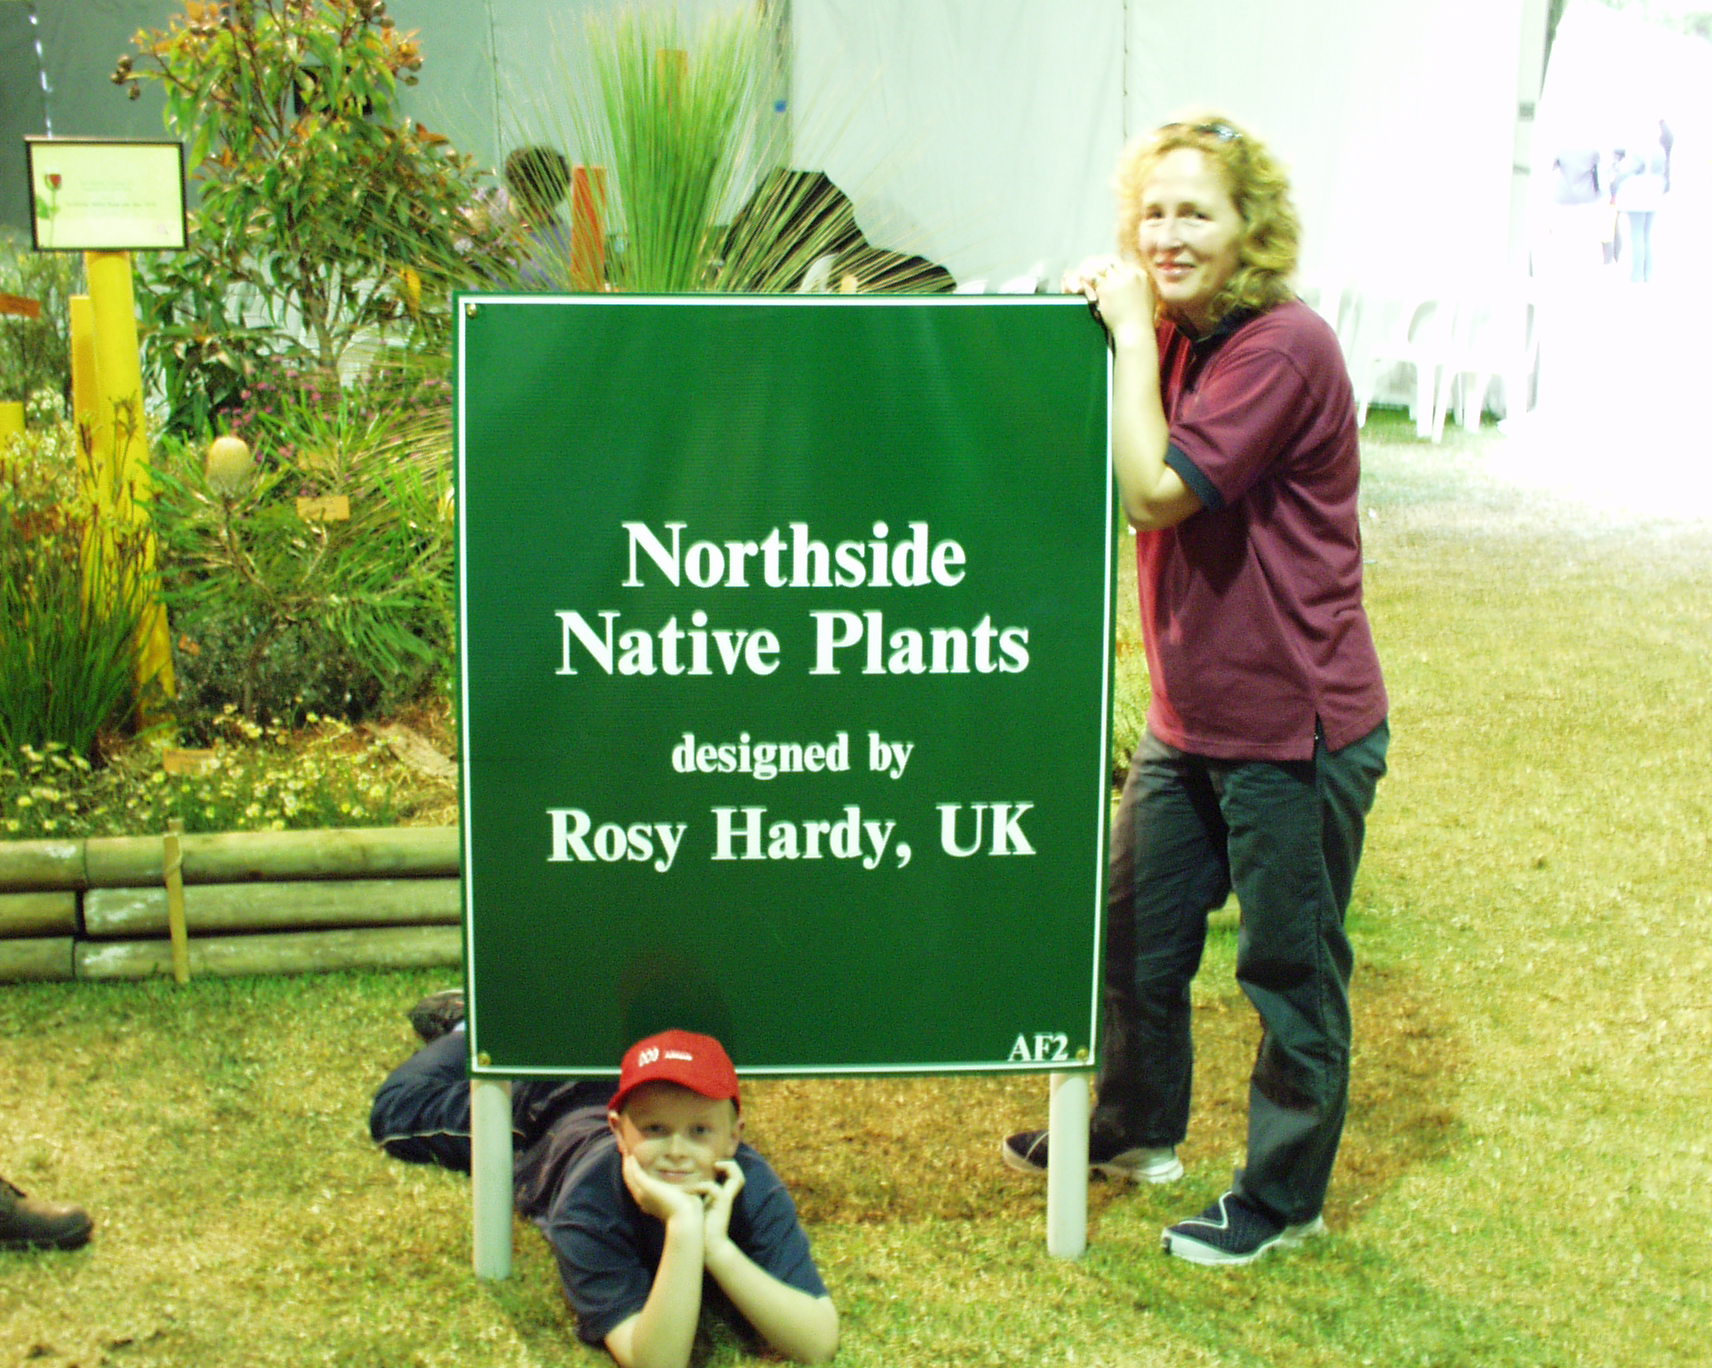 Northside
Native Plants
designed by
Rosy Hardy, UK
AF2